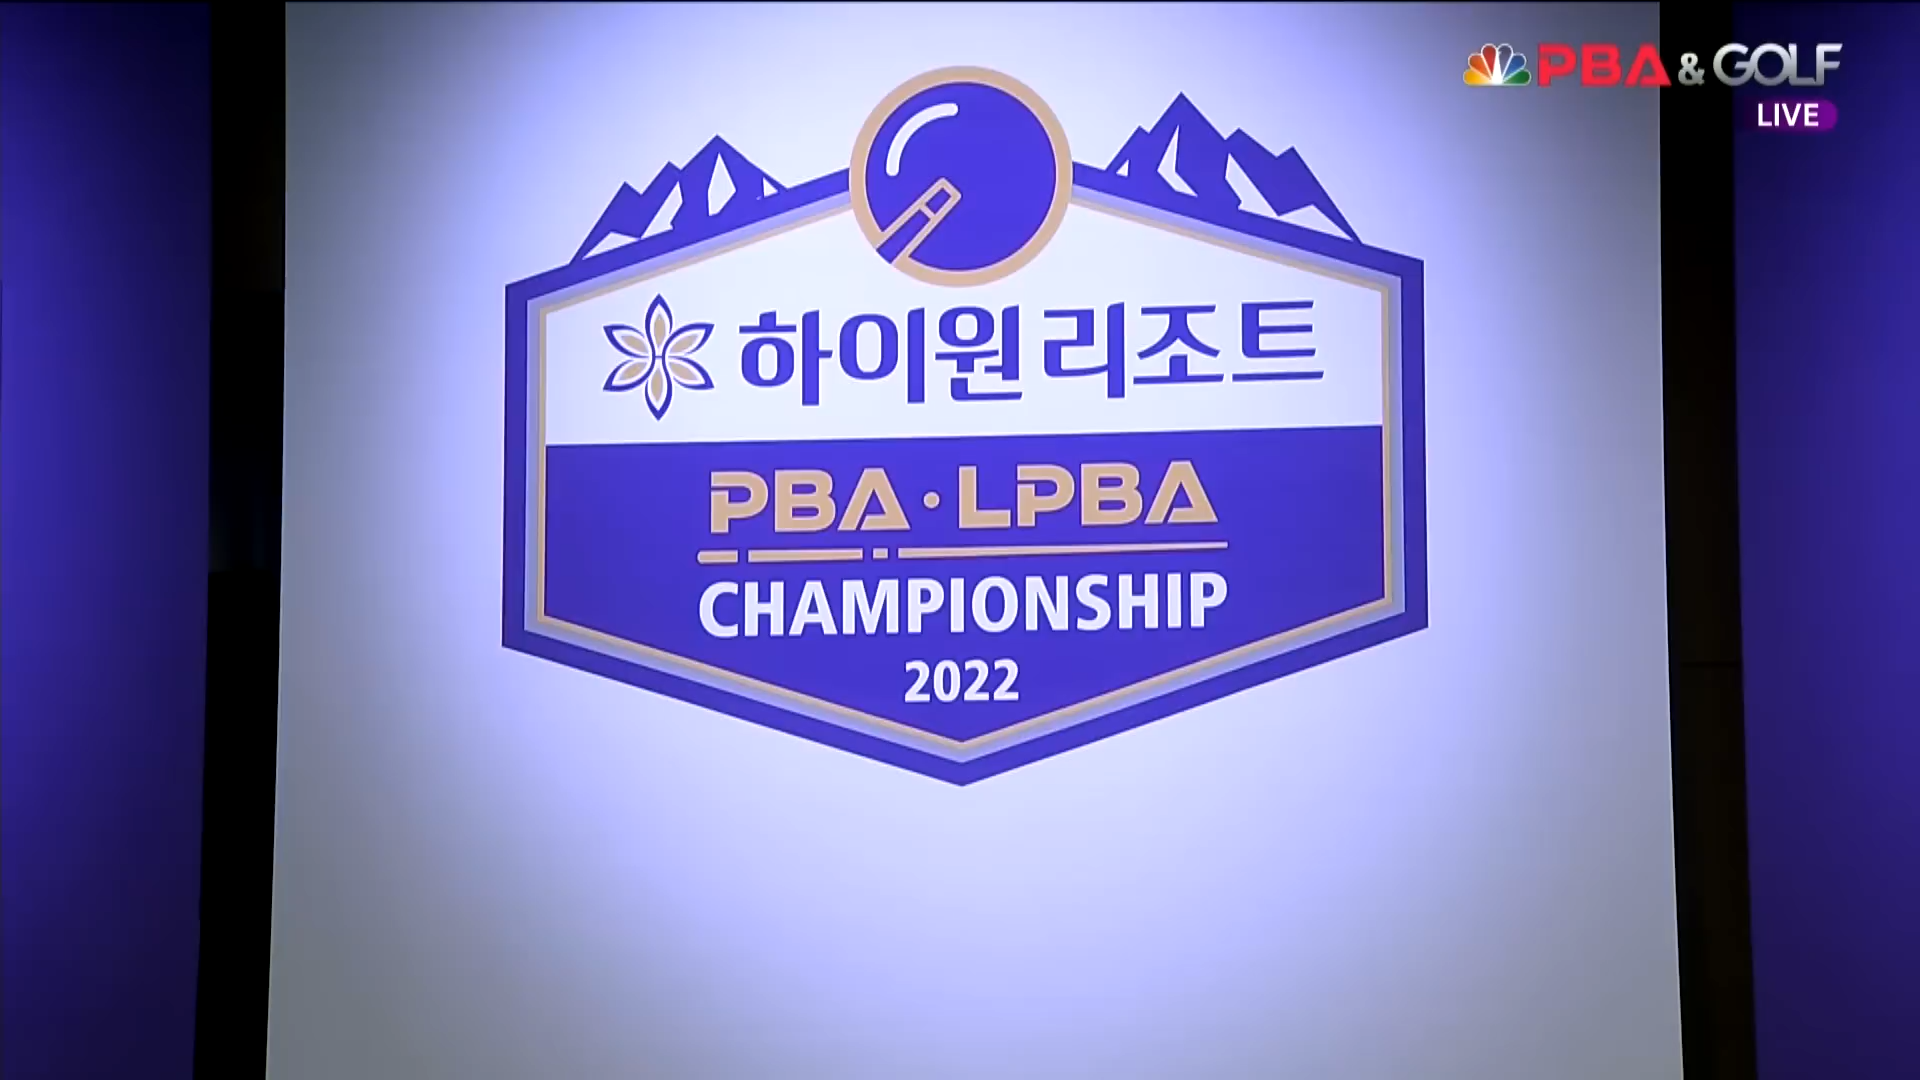 PBA & GOLF
LIVE
하이원리조트
PBA·LPBA
CHAMPIONSHIP
2022